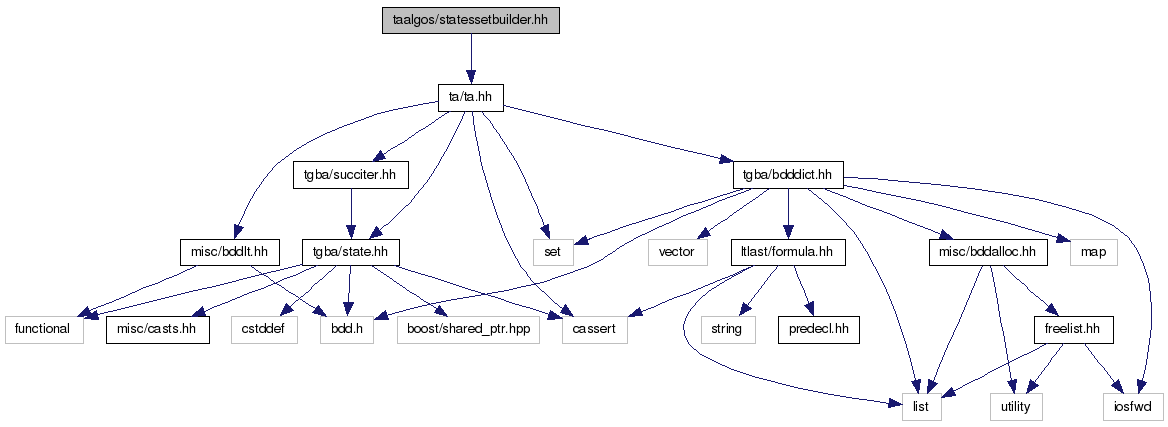 taalgos/statessetbuilder.hh
ta/ta.hh
tgba/succiter.hh
tgba/bdddict.hh
misc/bddlt.hh
tgba/state.hh
set
vector
ltlast/formula.hh
misc/bddalloc.hh
map
functional
misc/casts.hh
cstddef
bdd.h
boost/shared_ptr.hpp
cassert
string
predecl.hh
freelist.hh
list
utility
iosfwd